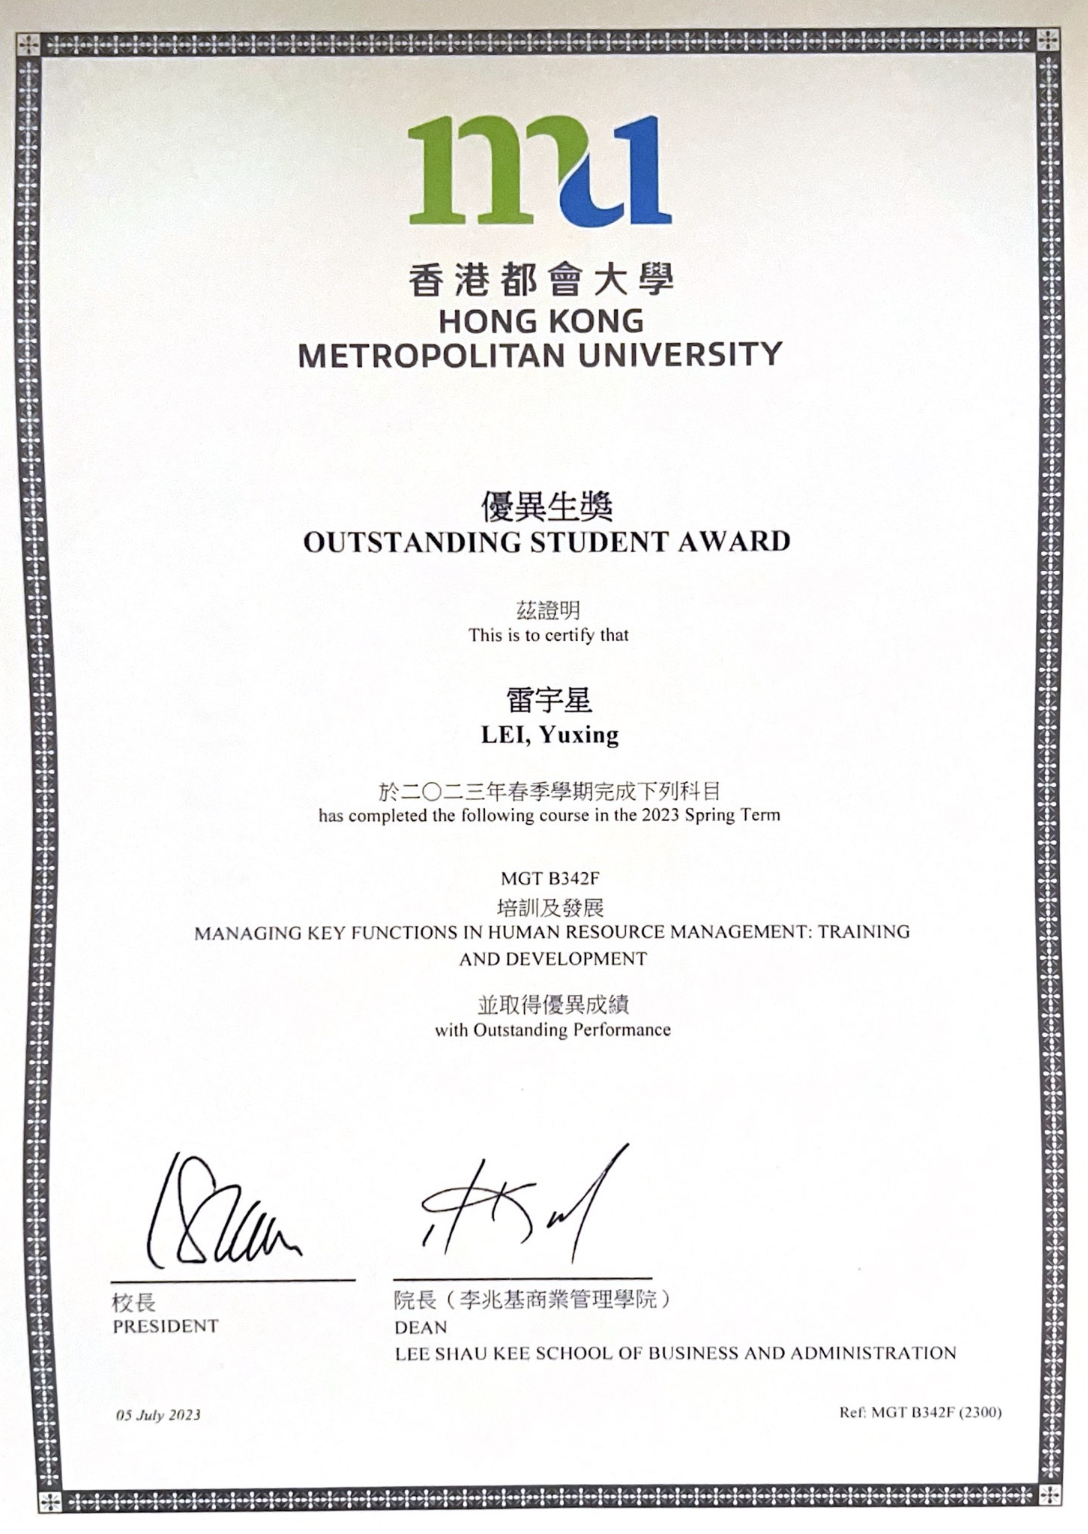 mu
香港都會大學
HONG KONG
METROPOLITAN UNIVERSITY
優異生獎
OUTSTANDING STUDENT AWARD
茲證明
This is to certify that
雷宇星
LEI, Yuxing
於二〇二三年春季學期完成下列科目
has completed the following course in the 2023 Spring Term
MGT B342F
培訓及發展
MANAGING KEY FUNCTIONS IN HUMAN RESOURCE MANAGEMENT: TRAINING
AND DEVELOPMENT
並取得優異成績
with Outstanding Performance
校長
PRESIDENT
院長（李兆基商業管理學院）
DEAN
LEE SHAU KEE SCHOOL OF BUSINESS AND ADMINISTRATION
05 July 2023
Ref: MGT B342F (2300)